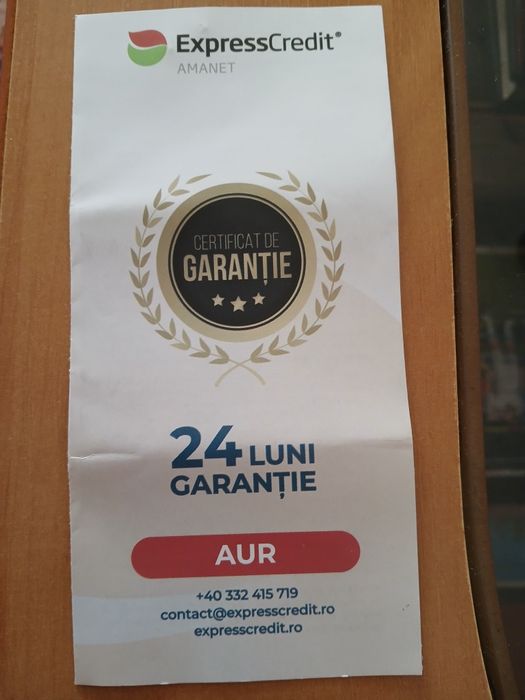 ExpressCredit®
AMANET
CERTIFICAT DE
GARANȚIE
24 LUNI
GARANȚIE
AUR
+40 332 415 719
contact@expresscredit.ro
expresscredit.ro